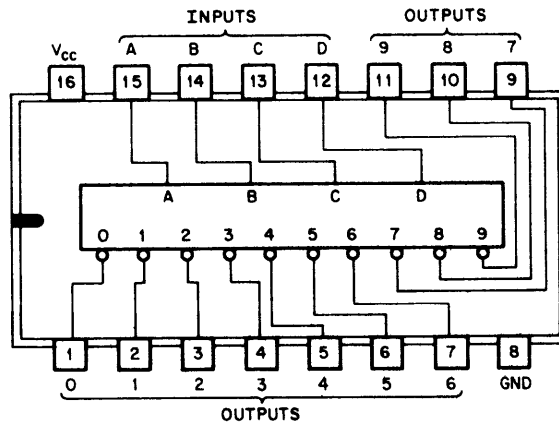 INPUTS OUTPUTS
VCC A B C D 9 8 7
16 15 14 13 12 11 10 9
A B C D
0 1 2 3 4 5 6 7 8 9
1 2 3 4 5 6 7 8
0 1 2 3 4 5 6 GND
OUTPUTS